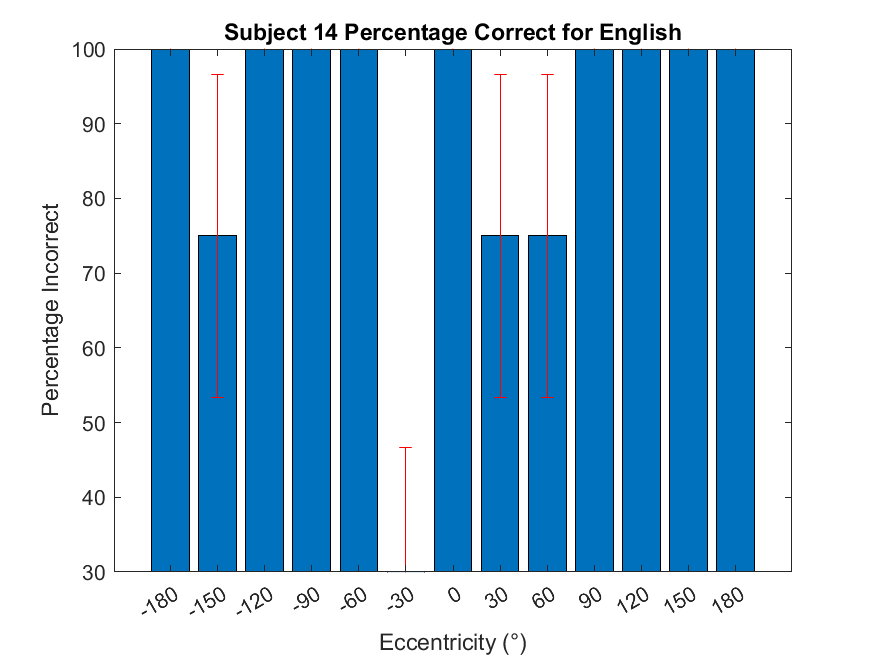 Subject 14 Percentage Correct for English
100
90
80
70
60
50
40
30
Percentage Incorrect
-180 -150 -120 -90 -60 -30 0 30 60 90 120 150 180
Eccentricity (°)